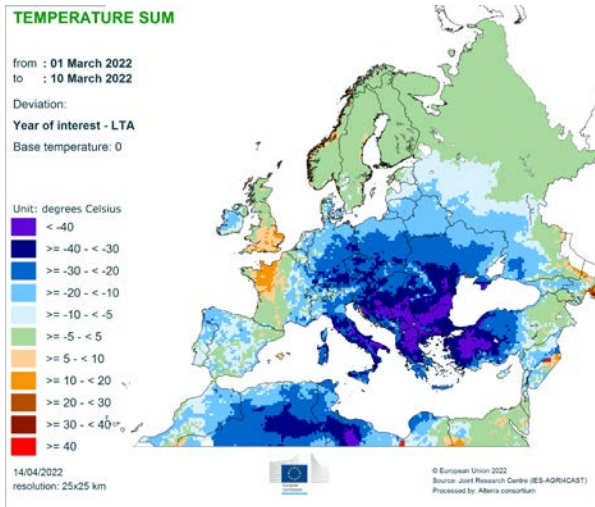 TEMPERATURE SUM
from : 01 March 2022
to : 10 March 2022
Deviation:
Year of interest - LTA
Base temperature: 0
Unit: degrees Celsius
< -40
>= -40 - < -30
>= -30 - < -20
>= -20 - < -10
>= -10 - < -5
>= -5 - < 5
>= 5 - < 10
>= 10 - < 20
>= 20 - < 30
>= 30 - < 40
>= 40
14/04/2022
resolution: 25x25 km
European
Commission
© European Union 2022
Source: Joint Research Centre (IES-AGRI4CAST)
Processed by: Alterra consortium